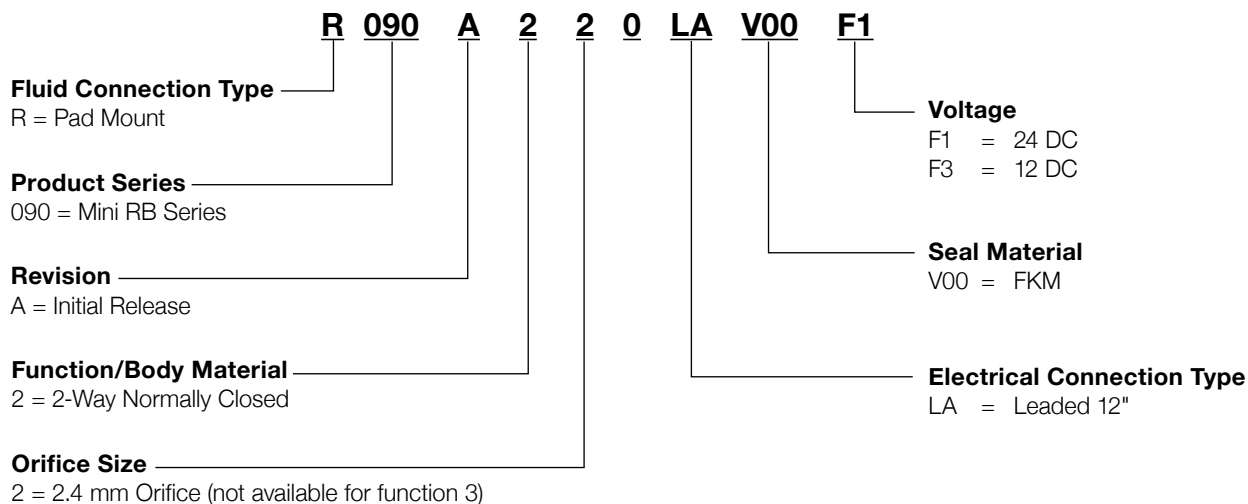 R 090 A 2 2 0 LA V00 F1
Fluid Connection Type
R = Pad Mount
Product Series
090 = Mini RB Series
Revision
A = Initial Release
Function/Body Material
2 = 2-Way Normally Closed
Orifice Size
2 = 2.4 mm Orifice (not available for function 3)
Voltage
F1 = 24 DC
F3 = 12 DC
Seal Material
V00 = FKM
Electrical Connection Type
LA = Leaded 12"